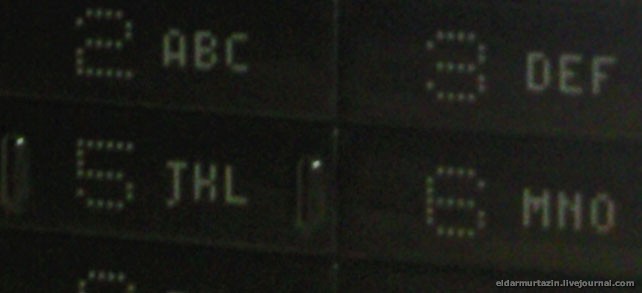 2 ABC 3 DEF
5 JKL 6 MNO
eldarmurtazin.livejournal.com